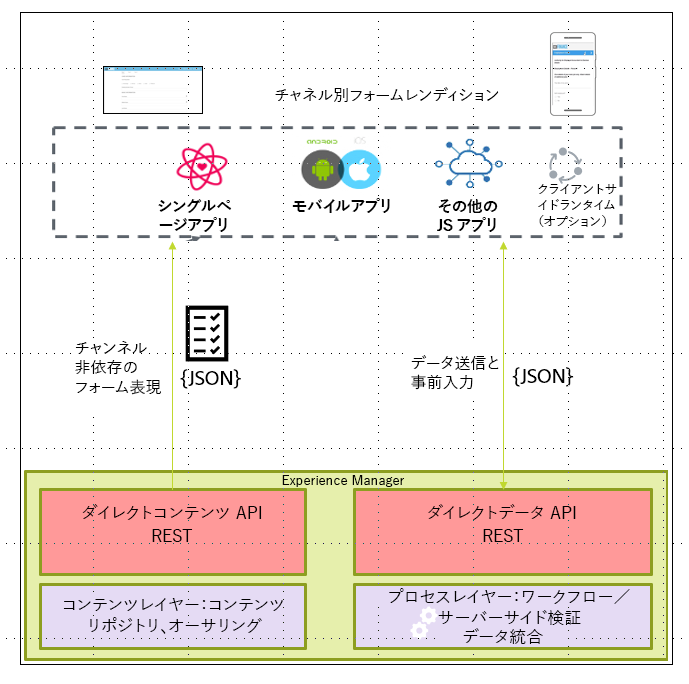 チャネル別フォームレンディション
ANDROID
iOS
シングルペ
ージアプリ
モバイルアプリ
その他の
JS アプリ
クライアントサ
イドランタイム
（オプション）
チャンネル
非依存の
フォーム表現
{JSON}
データ送信と
事前入力
{JSON}
Experience Manager
ダイレクトコンテンツ API
REST
ダイレクトデータ API
REST
コンテンツレイヤー：コンテンツ
リポジトリ、オーサリング
プロセスレイヤー：ワークフロー／
サーバーサイド検証
データ統合